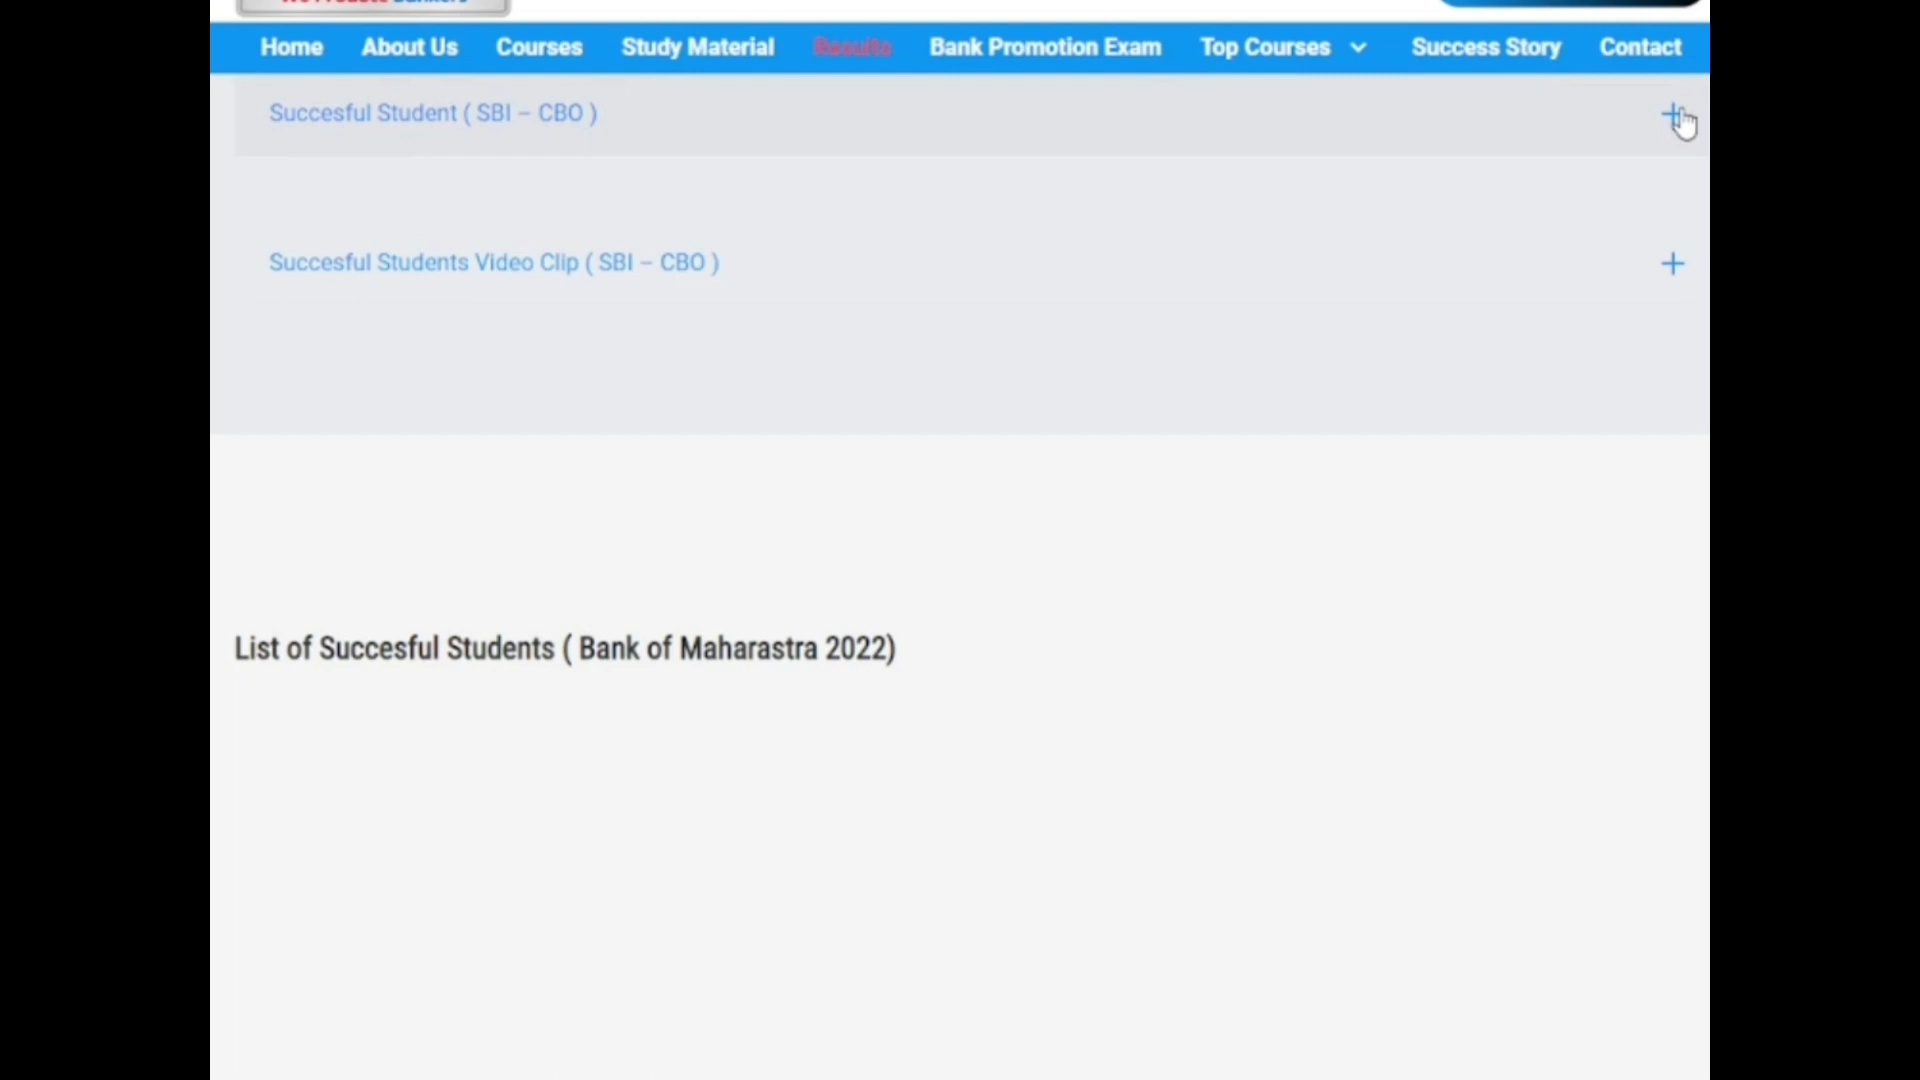 Home About Us Courses Study Material Results Bank Promotion Exam Top Courses Success Story Contact
Succesful Student ( SBI – CBO )
Succesful Students Video Clip ( SBI – CBO )
List of Succesful Students ( Bank of Maharastra 2022)